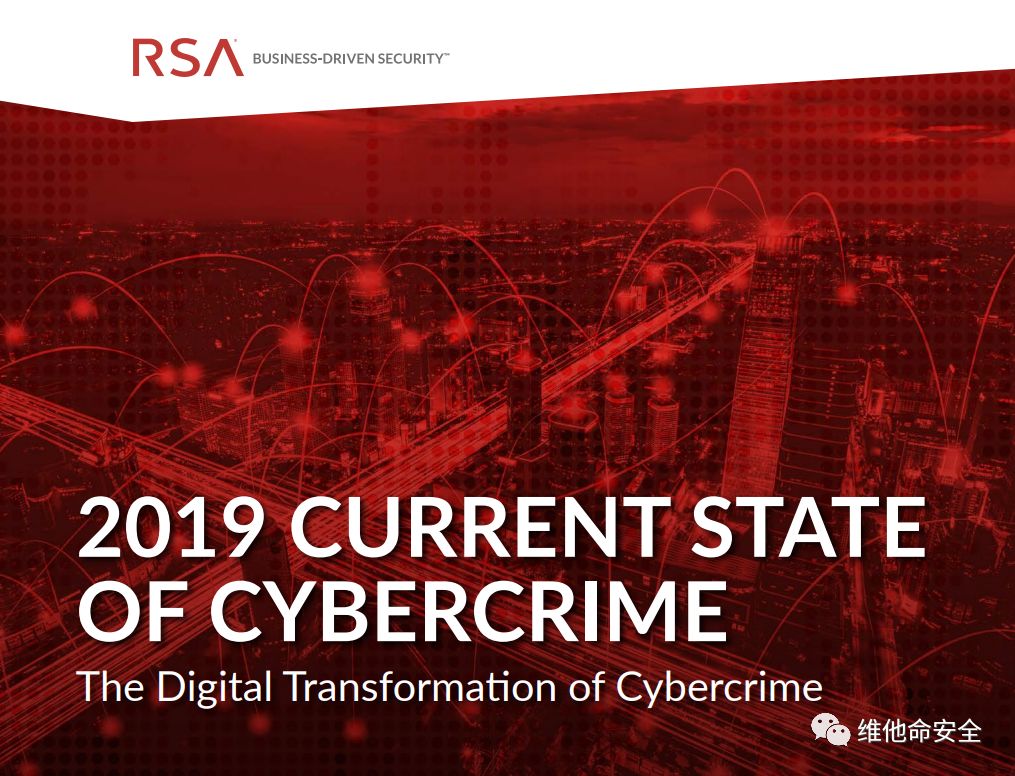 RSA BUSINESS-DRIVEN SECURITY™
2019 CURRENT STATE
OF CYBERCRIME
The Digital Transformation of Cybercrime
维他命安全